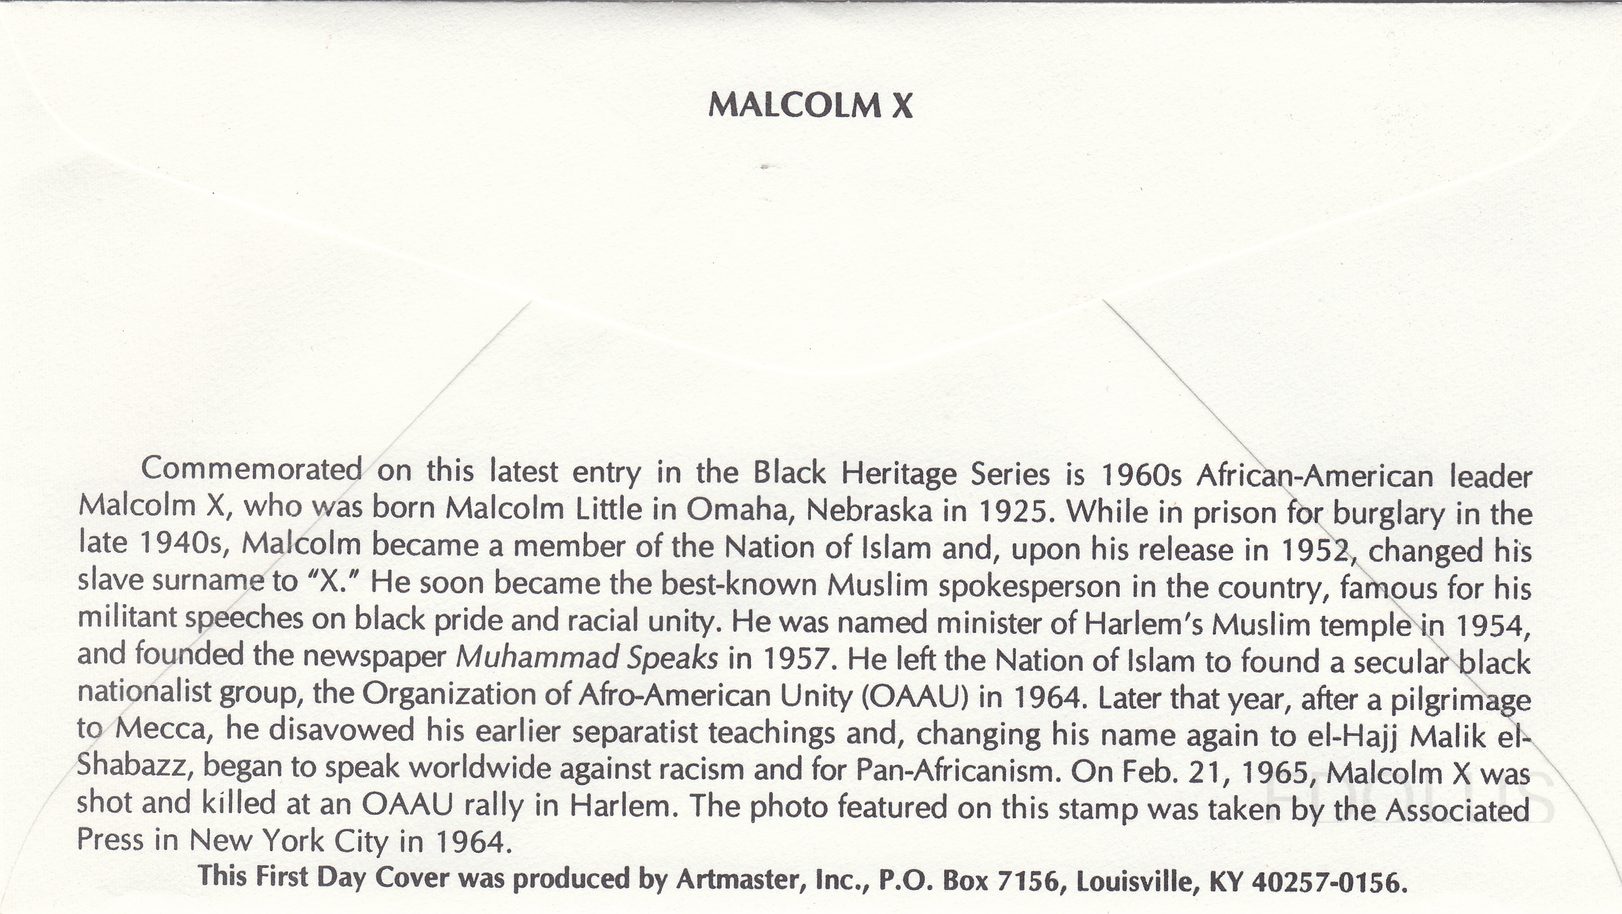 MALCOLM X
Commemorated on this latest entry in the Black Heritage Series is 1960s African-American leader
Malcolm X, who was born Malcolm Little in Omaha, Nebraska in 1925. While in prison for burglary in the
late 1940s, Malcolm became a member of the Nation of Islam and, upon his release in 1952, changed his
slave surname to “X.” He soon became the best-known Muslim spokesperson in the country, famous for his
militant speeches on black pride and racial unity. He was named minister of Harlem's Muslim temple in 1954,
and founded the newspaper Muhammad Speaks in 1957. He left the Nation of Islam to found a secular black
nationalist group, the Organization of Afro-American Unity (OAAU) in 1964. Later that year, after a pilgrimage
to Mecca, he disavowed his earlier separatist teachings and, changing his name again to el-Hajj Malik el-
Shabazz, began to speak worldwide against racism and for Pan-Africanism. On Feb. 21, 1965, Malcolm X was
shot and killed at an OAAU rally in Harlem. The photo featured on this stamp was taken by the Associated
Press in New York City in 1964.
This First Day Cover was produced by Artmaster, Inc., P.O. Box 7156, Louisville, KY 40257-0156.